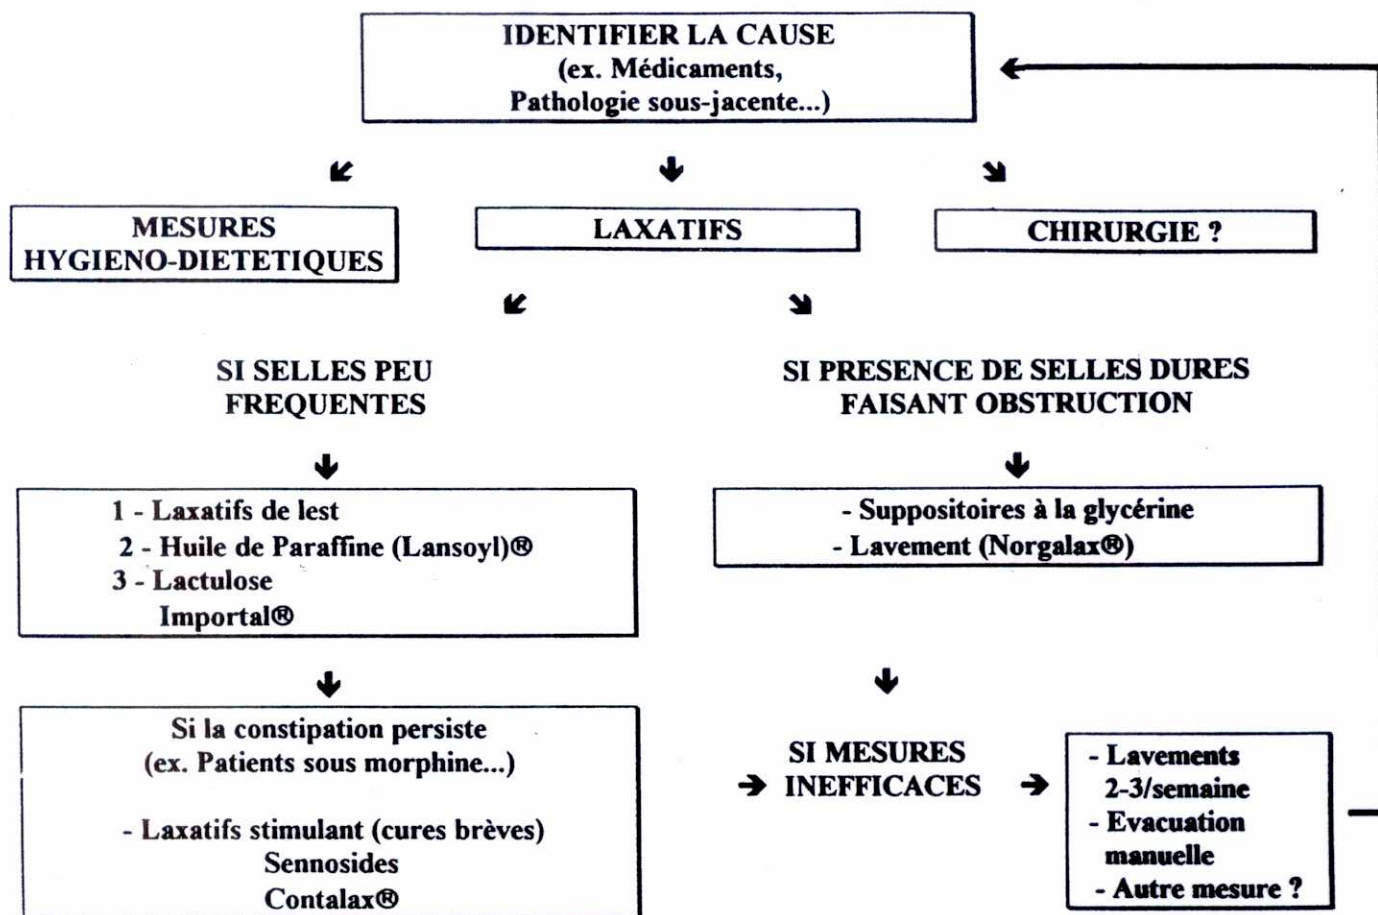 IDENTIFIER LA CAUSE
(ex. Médicaments,
Pathologie sous-jacente...)
MESURES
HYGIENO-DIETETIQUES
LAXATIFS
CHIRURGIE ?
SI SELLES PEU
FREQUENTES
SI PRESENCE DE SELLES DURES
FAISANT OBSTRUCTION
1 - Laxatifs de lest
2 - Huile de Paraffine (Lansoyl)®
3 - Lactulose
Importal®
- Suppositoires à la glycérine
- Lavement (Norgalax®)
Si la constipation persiste
(ex. Patients sous morphine...)
- Laxatifs stimulant (cures brèves)
Sennosides
Contalax®
SI MESURES
INEFFICACES
- Lavements
2-3/semaine
- Evacuation
manuelle
- Autre mesure ?